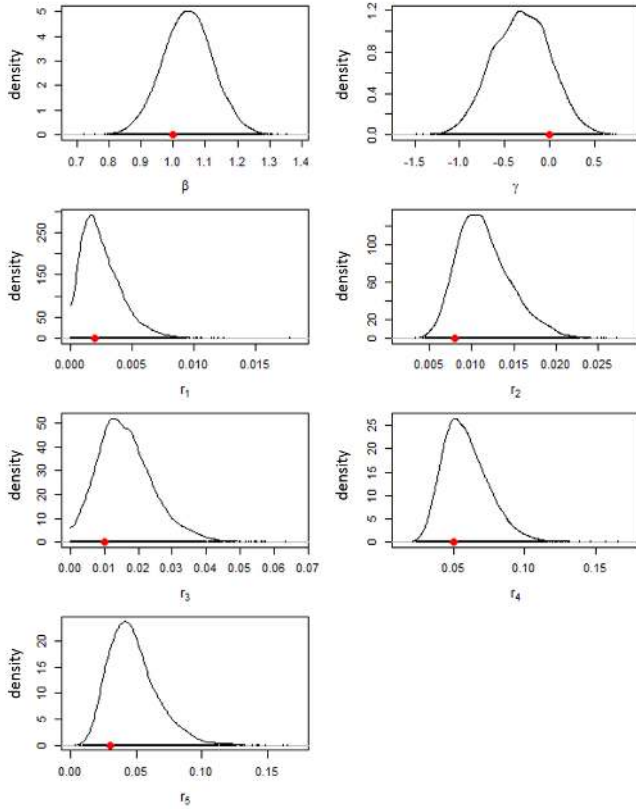 density
0 1 2 3 4 5
0.7 0.8 0.9 1.0 1.1 1.2 1.3 1.4
β
density
0.0 0.4 0.8 1.2
-1.5 -1.0 -0.5 0.0 0.5
γ
density
0 50 150 250
0.000 0.005 0.010 0.015
r1
density
0 20 60 100
0.005 0.010 0.015 0.020 0.025
r2
density
0 10 20 30 40 50
0.00 0.01 0.02 0.03 0.04 0.05 0.06 0.07
r3
density
0 5 10 15 20 25
0.05 0.10 0.15
r4
density
0 5 10 15 20
0.00 0.05 0.10 0.15
r5